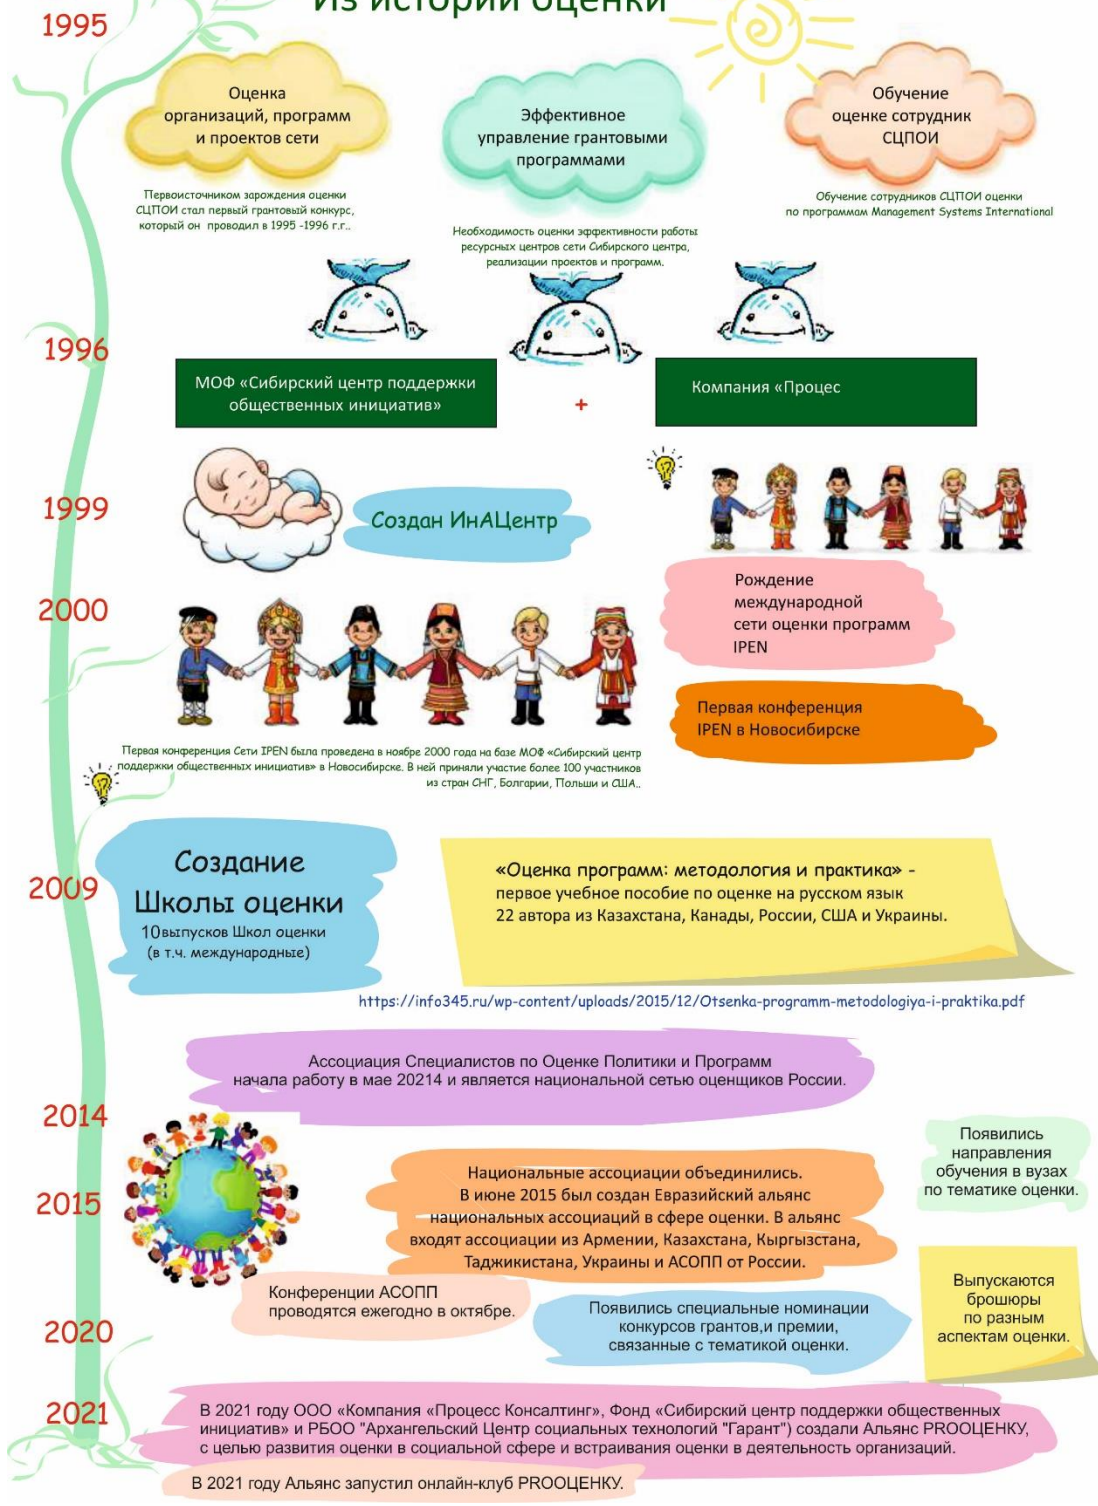 Из истории оценки
1995
Оценка
организаций, программ
и проектов сети
Эффективное
управление грантовыми
программами
Обучение
оценке сотрудник
СЦПОИ
Первоисточником зарождения оценки
СЦПОИ стал первый грантовый конкурс,
который он проводил в 1995 -1996 г.г..
Необходимость оценки эффективности работы
ресурсных центров сети Сибирского центра,
реализации проектов и программ.
Обучение сотрудников СЦПОИ оценки
по программам Management Systems International
1996
МОФ «Сибирский центр поддержки
общественных инициатив»
+
Компания «Процес
1999
Создан ИнАЦентр
2000
Рождение
международной
сети оценки программ
IPEN
Первая конференция
IPEN в Новосибирске
Первая конференция Сети IPEN была проведена в ноябре 2000 года на базе МОФ «Сибирский центр
поддержки общественных инициатив» в Новосибирске. В ней приняли участие более 100 участников
из стран СНГ, Болгарии, Польши и США..
2009
Создание
Школы оценки
10выпусков Школ оценки
(в т.ч. международные)
«Оценка программ: методология и практика» -
первое учебное пособие по оценке на русском язык
22 автора из Казахстана, Канады, России, США и Украины.
https://info345.ru/wp-content/uploads/2015/12/Otsenka-programm-metodologiya-i-praktika.pdf
Ассоциация Специалистов по Оценке Политики и Программ
начала работу в мае 20214 и является национальной сетью оценщиков России.
2014
2015
Национальные ассоциации объединились.
В июне 2015 был создан Евразийский альянс
национальных ассоциаций в сфере оценки. В альянс
входят ассоциации из Армении, Казахстана, Кыргызстана,
Таджикистана, Украины и АСОПП от России.
Появились
направления
обучения в вузах
по тематике оценки.
Конференции АСОПП
проводятся ежегодно в октябре.
2020
Появились специальные номинации
конкурсов грантов,и премии,
связанные с тематикой оценки.
Выпускаются
брошюры
по разным
аспектам оценки.
2021
В 2021 году ООО «Компания «Процесс Консалтинг», Фонд «Сибирский центр поддержки общественных
инициатив» и РБОО "Архангельский Центр социальных технологий "Гарант") создали Альянс PROОЦЕНКУ,
с целью развития оценки в социальной сфере и встраивания оценки в деятельность организаций.
В 2021 году Альянс запустил онлайн-клуб PROОЦЕНКУ.